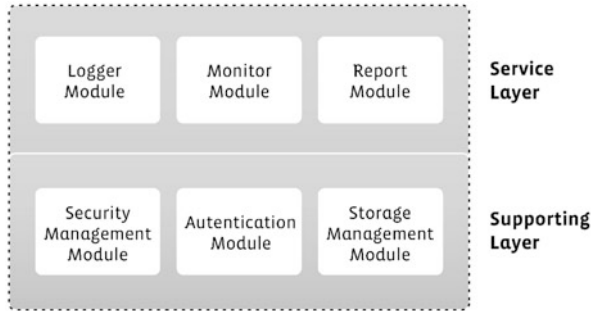 Logger
Module
Monitor
Module
Report
Module
Service
Layer
Security
Management
Module
Autentication
Module
Storage
Management
Module
Supporting
Layer